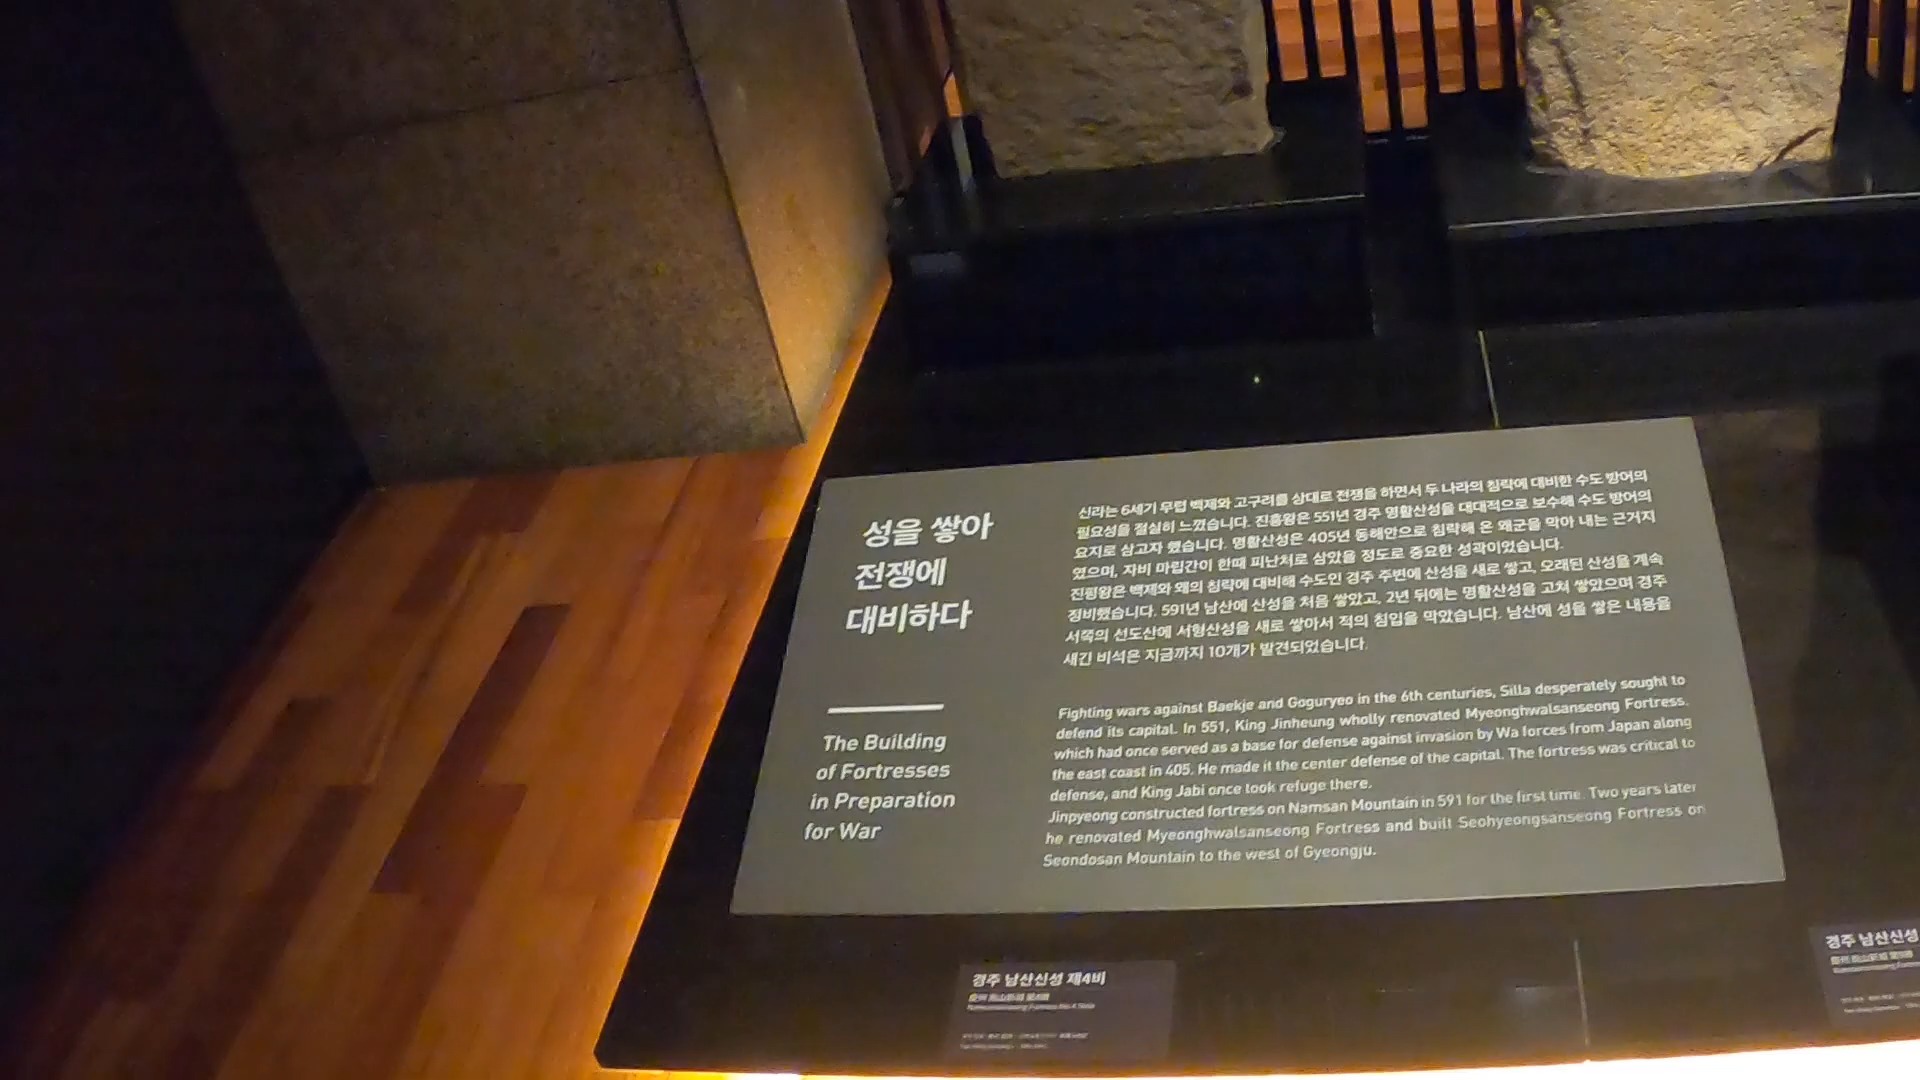 성을 쌓아
전쟁에
대비하다
신라는 6세기 무렵 백제와 고구려를 상대로 전쟁을 하면서 두 나라의 침략에 대비한 수도 방어의
필요성을 절실히 느꼈습니다. 진흥왕은 551년 경주 명활산성을 대대적으로 보수해 수도 방어의
요지로 삼고자 했습니다. 명활산성은 405년 동해안으로 침략해 온 왜군을 막아 내는 근거지
였으며, 자비 마립간이 한때 피난처로 삼았을 정도로 중요한 성곽이었습니다.
진평왕은 백제와 왜의 침략에 대비해 수도인 경주 주변에 산성을 새로 쌓고, 오래된 산성을 계속
정비했습니다. 591년 남산에 산성을 처음 쌓았고, 2년 뒤에는 명활산성을 고쳐 쌓았으며 경주
서쪽의 선도산에 서형산성을 새로 쌓아서 적의 침입을 막았습니다. 남산에 성을 쌓은 내용을
새긴 비석은 지금까지 10개가 발견되었습니다.
The Building
of Fortresses
in Preparation
for War
Fighting wars against Baekje and Goguryeo in the 6th centuries, Silla desperately sought to
defend its capital. In 551, King Jinheung wholly renovated Myeonghwalsanseong Fortress,
which had once served as a base for defense against invasion by Wa forces from Japan along
the east coast in 405. He made it the center defense of the capital. The fortress was critical to
defense, and King Jabi once took refuge there.
Jinpyeong constructed fortress on Namsan Mountain in 591 for the first time. Two years later
he renovated Myeonghwalsanseong Fortress and built Seohyeongsanseong Fortress on
Seondosan Mountain to the west of Gyeongju.
경주 남산신성 제4비
경주 남산신성